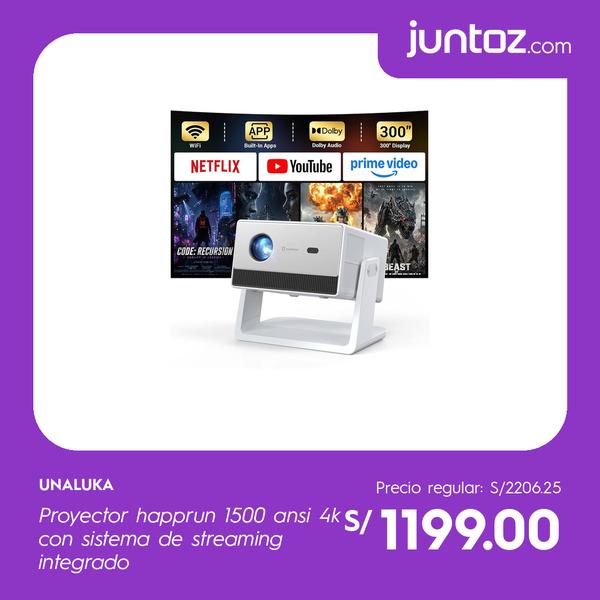 juntoz.com
WiFi
APP
Built-In Apps
Dolby
Dolby Audio
300"
300" Display
NETFLIX
YouTube
prime video
CODE: RECURSION
BEAST
UNALUKA
Proyector happrun 1500 ansi 4k
con sistema de streaming
integrado
Precio regular: S/2206.25
S/ 1199.00